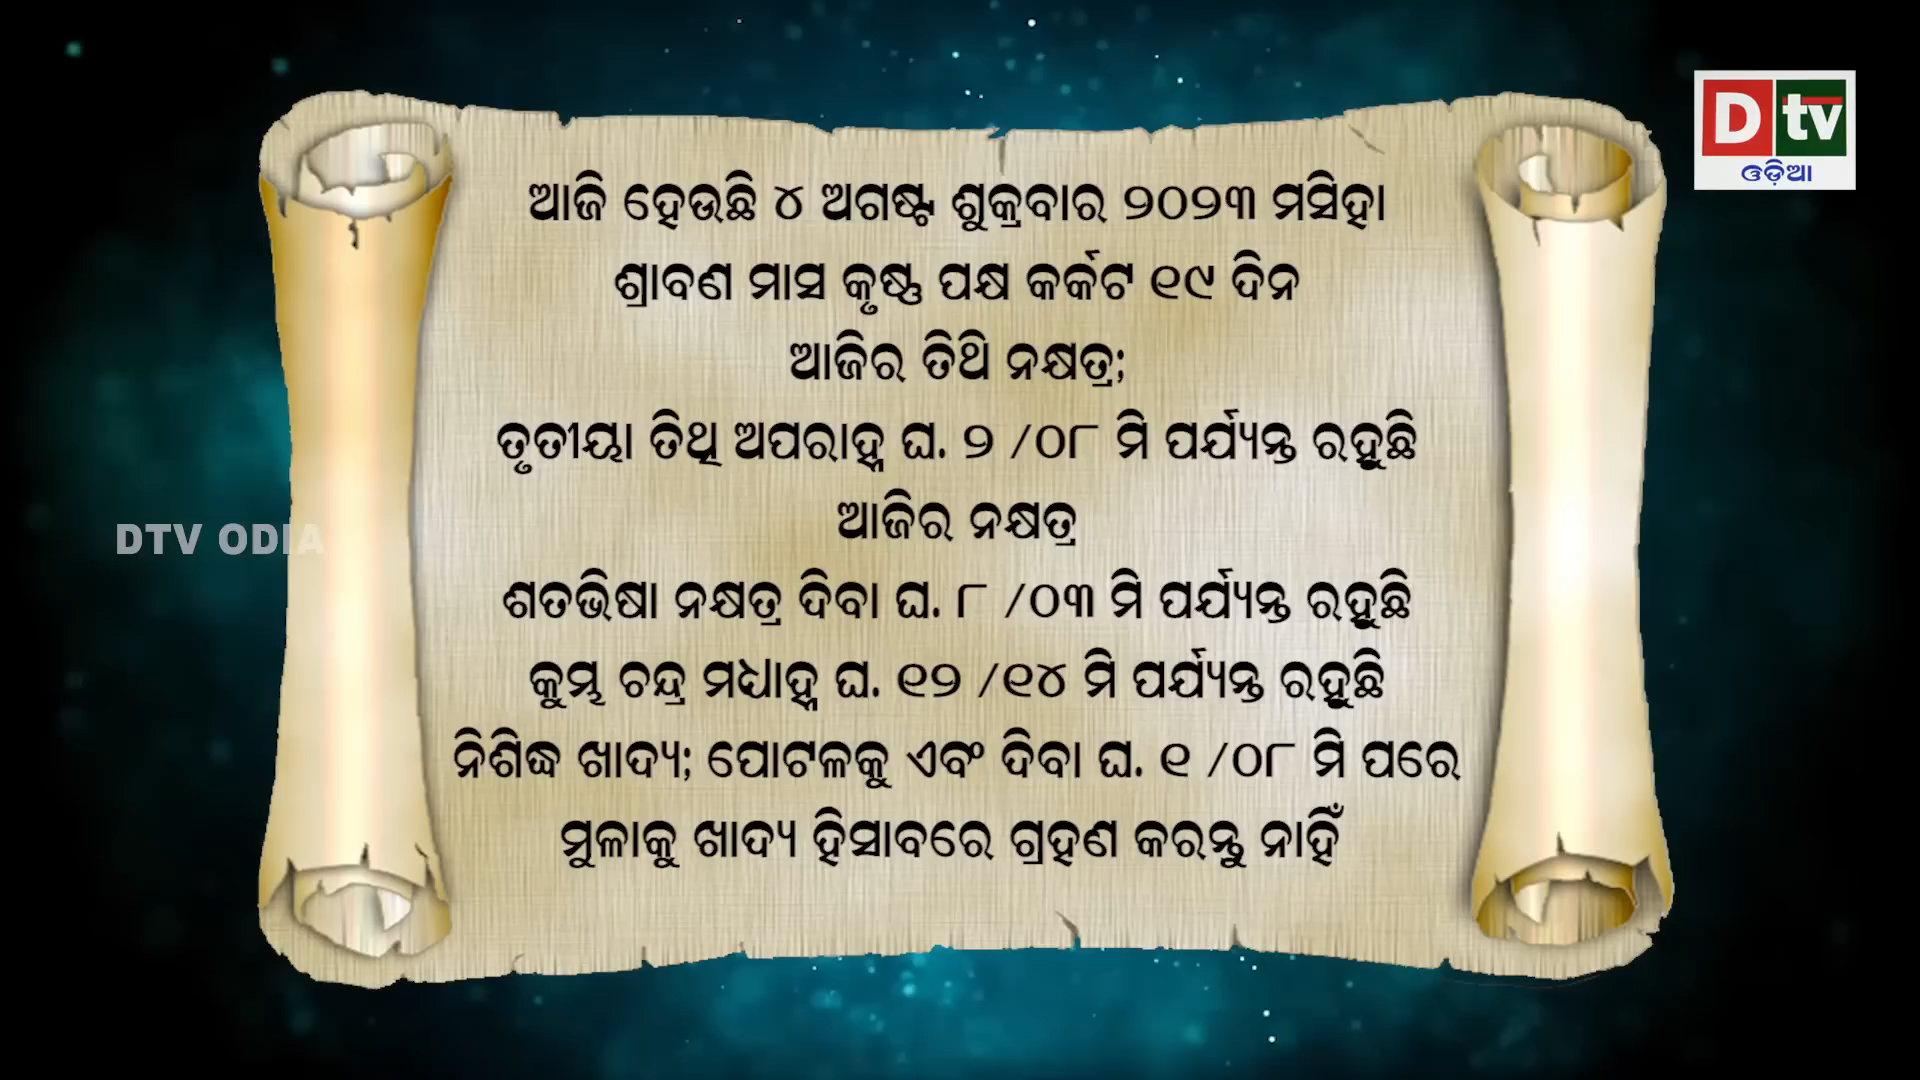 ଆଜି ହେଉଛି ୪ ଅଗଷ୍ଟ ଶୁକ୍ରବାର ୨୦୨୩ ମସିହା
ଶ୍ରାବଣ ମାସ କୃଷ୍ଣ ପକ୍ଷ କର୍କଟ ୧୯ ଦିନ
ଆଜିର ତିଥି ନକ୍ଷତ୍ର;
ତୃତୀୟା ତିଥି ଅପରାହ୍ନ ଘ. ୨ /୦୮ ମି ପର୍ଯ୍ୟନ୍ତ ରହୁଛି
ଆଜିର ନକ୍ଷତ୍ର
ଶତଭିଷା ନକ୍ଷତ୍ର ଦିବା ଘ. ୮ /୦୩ ମି ପର୍ଯ୍ୟନ୍ତ ରହୁଛି
କୁମ୍ଭ ଚନ୍ଦ୍ର ମଧ୍ୟାହ୍ନ ଘ. ୧୨ /୧୪ ମି ପର୍ଯ୍ୟନ୍ତ ରହୁଛି
ନିଶିଦ୍ଧ ଖାଦ୍ୟ; ପୋଟଳକୁ ଏବଂ ଦିବା ଘ. ୧ /୦୮ ମି ପରେ
ମୁଳାକୁ ଖାଦ୍ୟ ହିସାବରେ ଗ୍ରହଣ କରନ୍ତୁ ନାହିଁ
DTV ODIA
D tv
ଓଡ଼ିଆ